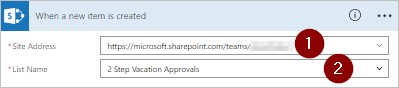 When a new item is created
* Site Address
https://microsoft.sharepoint.com/teams/
1
* List Name
2 Step Vacation Approvals
2